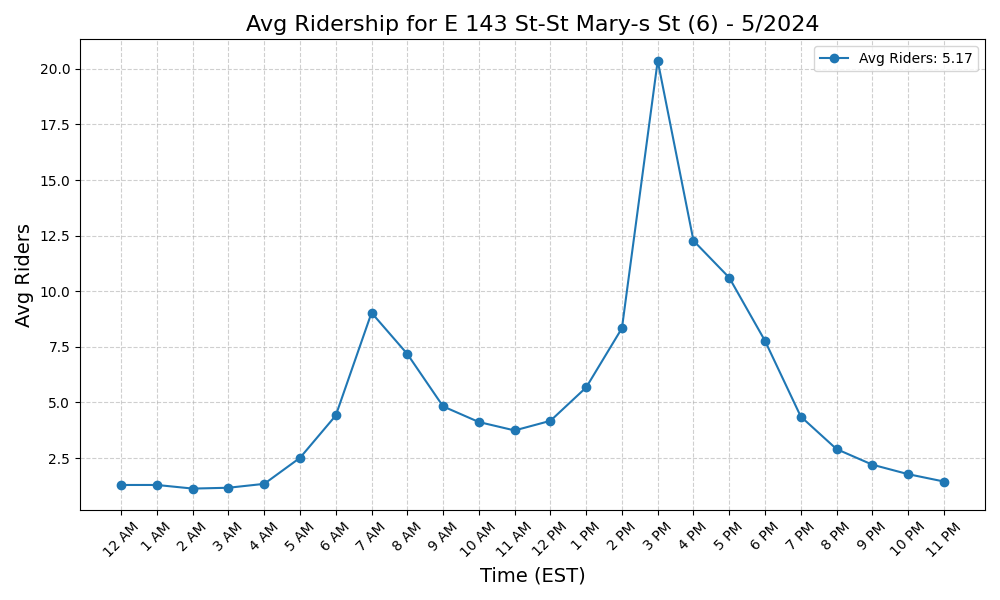 Avg Ridership for E 143 St-St Mary-s St (6) - 5/2024
Avg Riders: 5.17
Avg Riders
20.0
17.5
15.0
12.5
10.0
7.5
5.0
2.5
12 AM
1 AM
2 AM
3 AM
4 AM
5 AM
6 AM
7 AM
8 AM
9 AM
10 AM
11 AM
12 PM
1 PM
2 PM
3 PM
4 PM
5 PM
6 PM
7 PM
8 PM
9 PM
10 PM
11 PM
Time (EST)